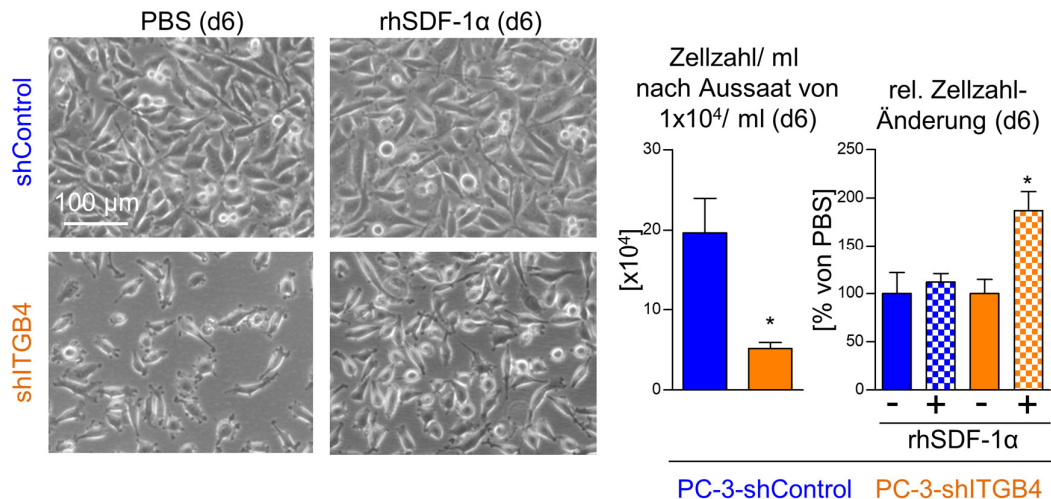 PBS (d6)
rhSDF-1α (d6)
shControl
100 µm
shITGB4
Zellzahl/ ml
nach Aussaat von
1x10⁴/ ml (d6)
[x10⁴]
30
20
10
0
*
rel. Zellzahl-
Änderung (d6)
[% von PBS]
250
200
150
100
50
0
*
- + - +
rhSDF-1α
PC-3-shControl PC-3-shITGB4